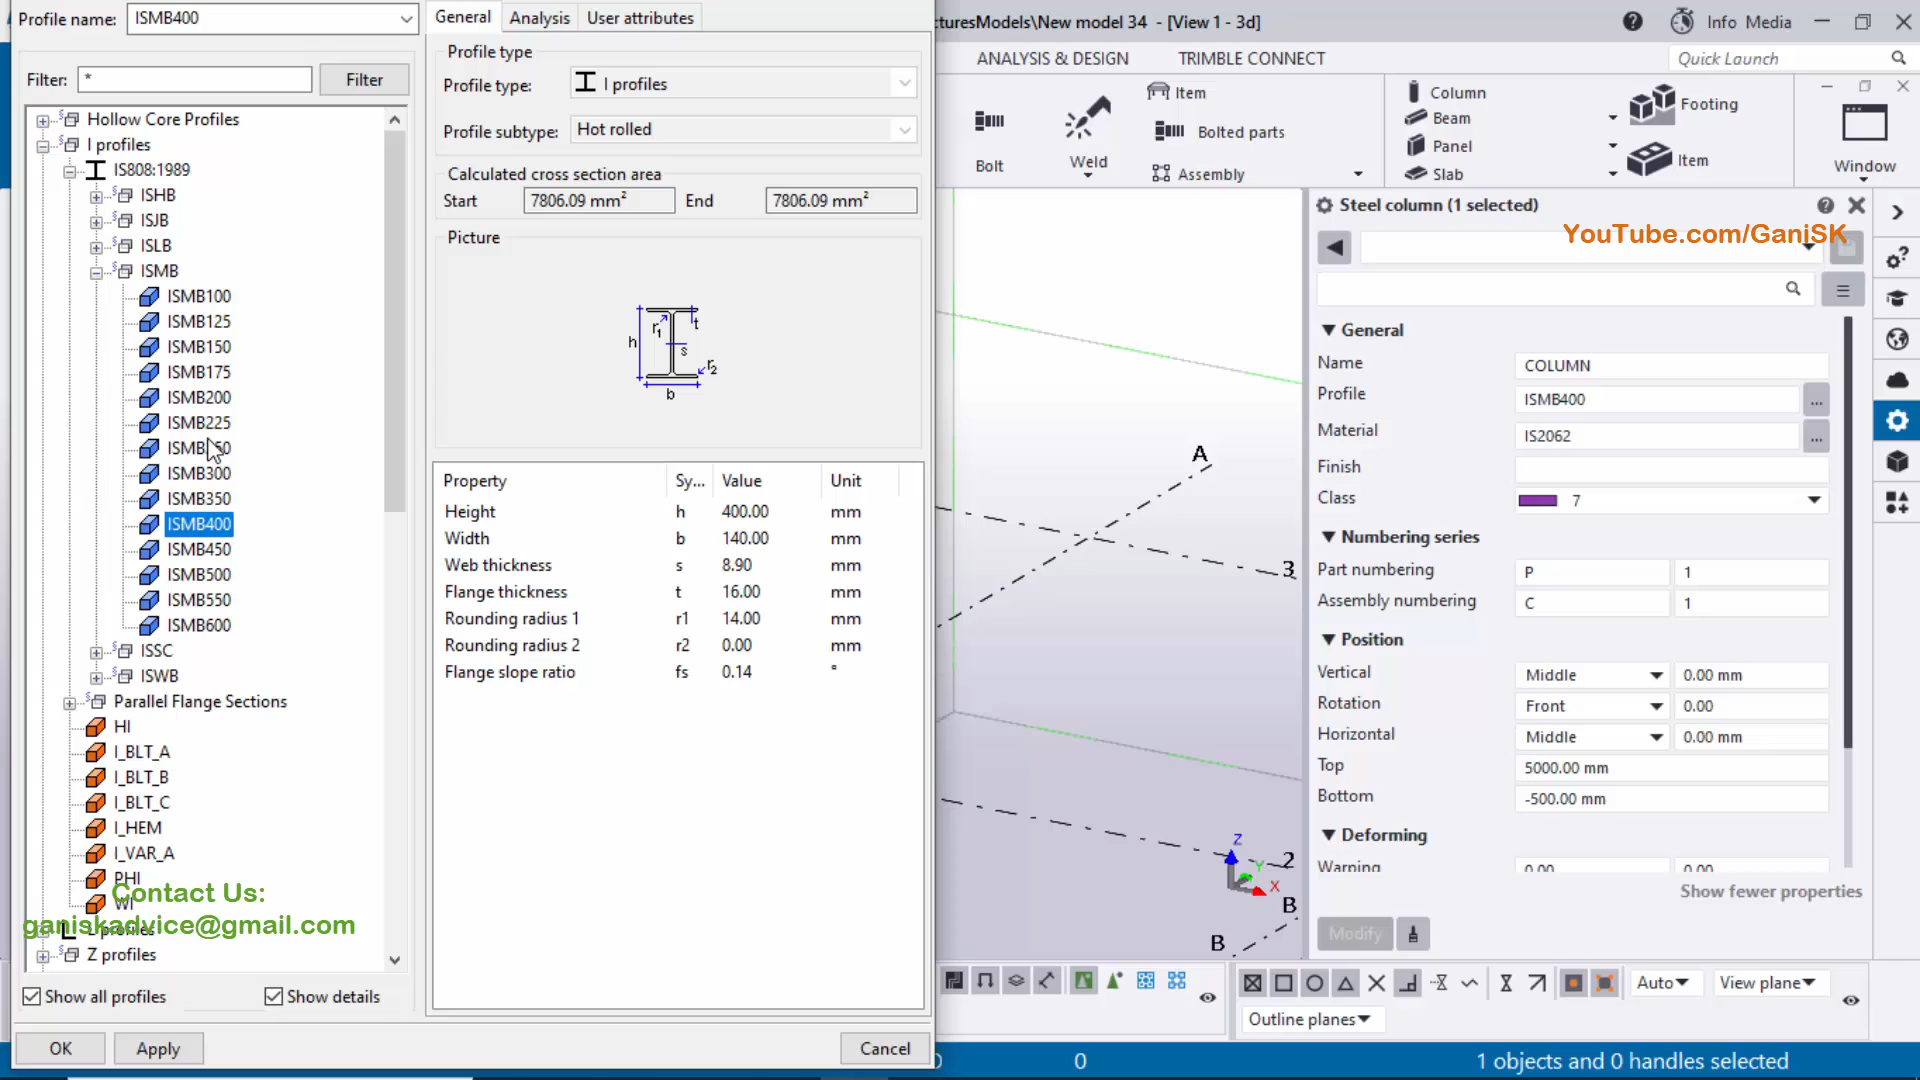 Profile name: ISMB400
General Analysis User attributes
Filter: * Filter
Hollow Core Profiles
I profiles
IS808:1989
ISHB
ISJB
ISLB
ISMB
ISMB100
ISMB125
ISMB150
ISMB175
ISMB200
ISMB225
ISMB300
ISMB350
ISMB400
ISMB450
ISMB500
ISMB550
ISMB600
ISSC
ISWB
Parallel Flange Sections
HI
I_BLT_A
I_BLT_B
I_BLT_C
I_HEM
I_VAR_A
PHI
WI
Z profiles
Contact Us:
ganiskadvice@gmail.com
Show all profiles Show details
OK Apply Cancel
Profile type
Profile type: I profiles
Profile subtype: Hot rolled
Calculated cross section area
Start 7806.09 mm² End 7806.09 mm²
Picture
h r1 t s r2 b
Property Sy... Value Unit
Height h 400.00 mm
Width b 140.00 mm
Web thickness s 8.90 mm
Flange thickness t 16.00 mm
Rounding radius 1 r1 14.00 mm
Rounding radius 2 r2 0.00 mm
Flange slope ratio fs 0.14 °
cturesModels\New model 34 - [View 1 - 3d]
Info Media
ANALYSIS & DESIGN TRIMBLE CONNECT Quick Launch
Bolt
Weld
Item
Bolted parts
Assembly
Column
Beam
Panel
Slab
Footing
Item
Window
A
3
2
B
B
Z
Y
X
Steel column (1 selected)
YouTube.com/GaniSK
General
Name COLUMN
Profile ISMB400 ...
Material IS2062 ...
Finish
Class 7
Numbering series
Part numbering P 1
Assembly numbering C 1
Position
Vertical Middle 0.00 mm
Rotation Front 0.00
Horizontal Middle 0.00 mm
Top 5000.00 mm
Bottom -500.00 mm
Deforming
Warping 0.00 0.00
Show fewer properties
Modify
Auto View plane
Outline planes
0 1 objects and 0 handles selected